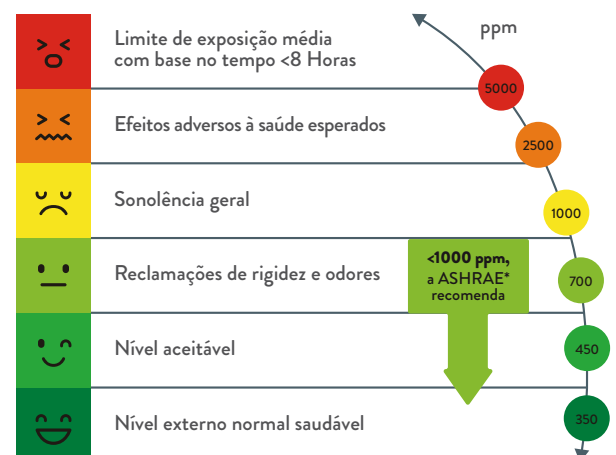 ppm
Limite de exposição média
com base no tempo <8 Horas
5000
Efeitos adversos à saúde esperados
2500
Sonolência geral
1000
<1000 ppm,
a ASHRAE*
recomenda
Reclamações de rigidez e odores
700
Nível aceitável
450
Nível externo normal saudável
350